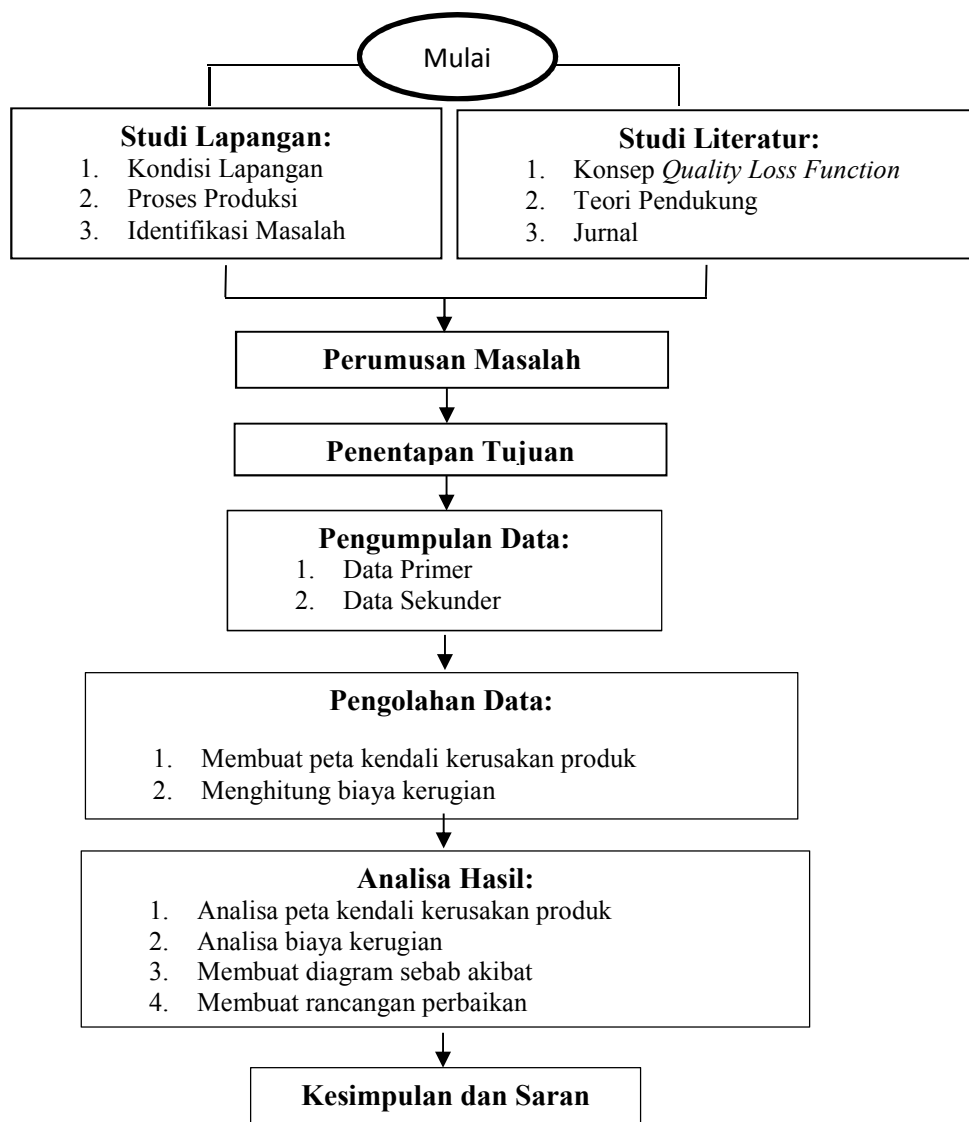 Mulai
Studi Lapangan:
1. Kondisi Lapangan
2. Proses Produksi
3. Identifikasi Masalah
Studi Literatur:
1. Konsep Quality Loss Function
2. Teori Pendukung
3. Jurnal
Perumusan Masalah
Penentapan Tujuan
Pengumpulan Data:
1. Data Primer
2. Data Sekunder
Pengolahan Data:
1. Membuat peta kendali kerusakan produk
2. Menghitung biaya kerugian
Analisa Hasil:
1. Analisa peta kendali kerusakan produk
2. Analisa biaya kerugian
3. Membuat diagram sebab akibat
4. Membuat rancangan perbaikan
Kesimpulan dan Saran